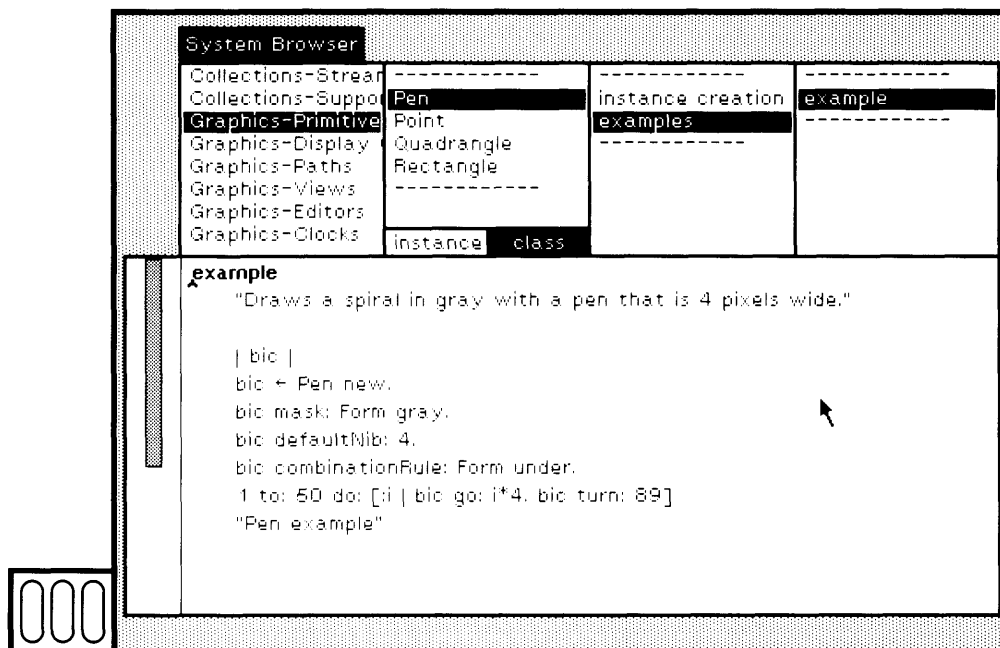 System Browser
Collections-Strear
Collections-Suppo
Graphics-Primitive
Graphics-Display
Graphics-Paths
Graphics-Views
Graphics-Editors
Graphics-Clocks
------------
Pen
Point
Quadrangle
Rectangle
------------
instance class
------------
instance creation
examples
------------
------------
example
------------
example
"Draws a spiral in gray with a pen that is 4 pixels wide."
| bic |
bic ← Pen new.
bic mask: Form gray.
bic defaultNib: 4.
bic combinationRule: Form under.
1 to: 50 do: [:i | bic go: i*4. bic turn: 89]
"Pen example"